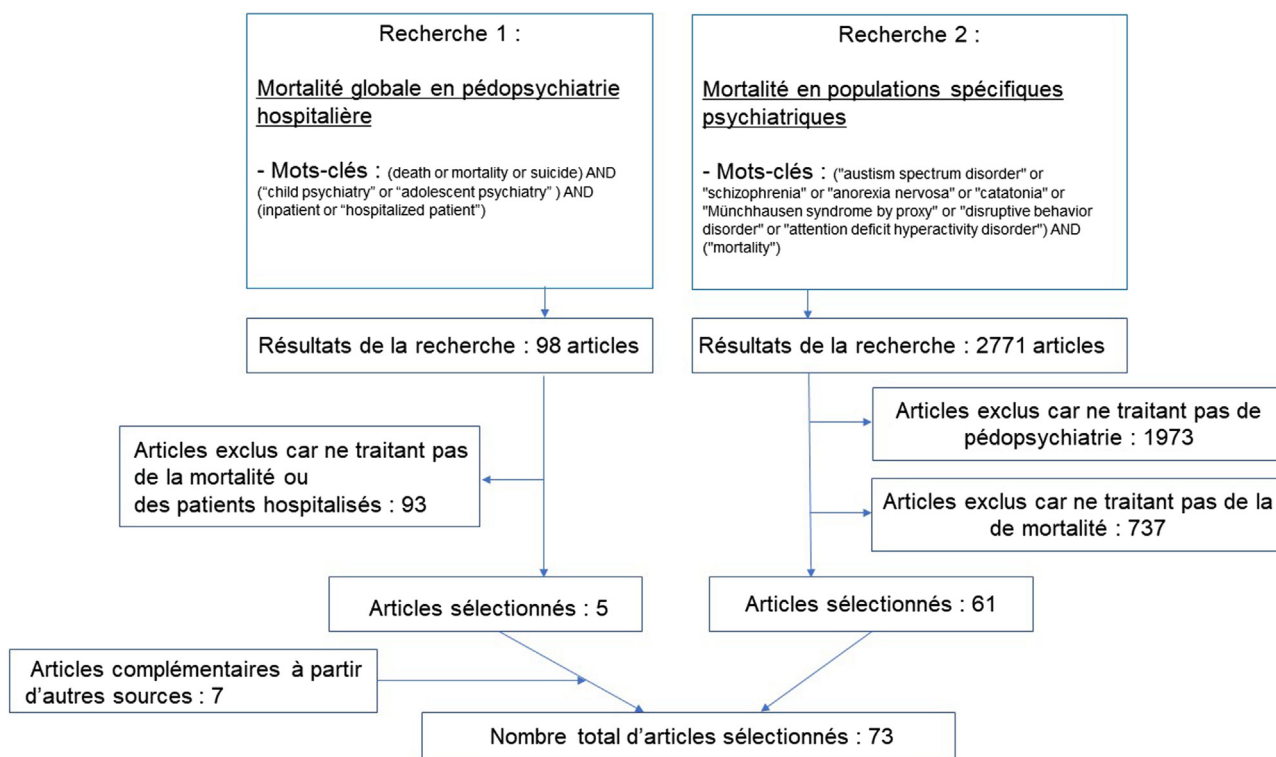 Recherche 1 :
Mortalité globale en pédopsychiatrie
hospitalière
- Mots-clés : (death or mortality or suicide) AND
(“child psychiatry” or “adolescent psychiatry” ) AND
(inpatient or “hospitalized patient”)
Recherche 2 :
Mortalité en populations spécifiques
psychiatriques
- Mots-clés : ("austism spectrum disorder" or
"schizophrenia" or "anorexia nervosa" or "catatonia" or
"Münchhausen syndrome by proxy" or "disruptive behavior
disorder" or "attention deficit hyperactivity disorder") AND
("mortality")
Résultats de la recherche : 98 articles
Résultats de la recherche : 2771 articles
Articles exclus car ne traitant pas de
pédopsychiatrie : 1973
Articles exclus car ne traitant pas
de la mortalité ou
des patients hospitalisés : 93
Articles exclus car ne traitant pas de la
de mortalité : 737
Articles sélectionnés : 5
Articles sélectionnés : 61
Articles complémentaires à partir
d’autres sources : 7
Nombre total d’articles sélectionnés : 73